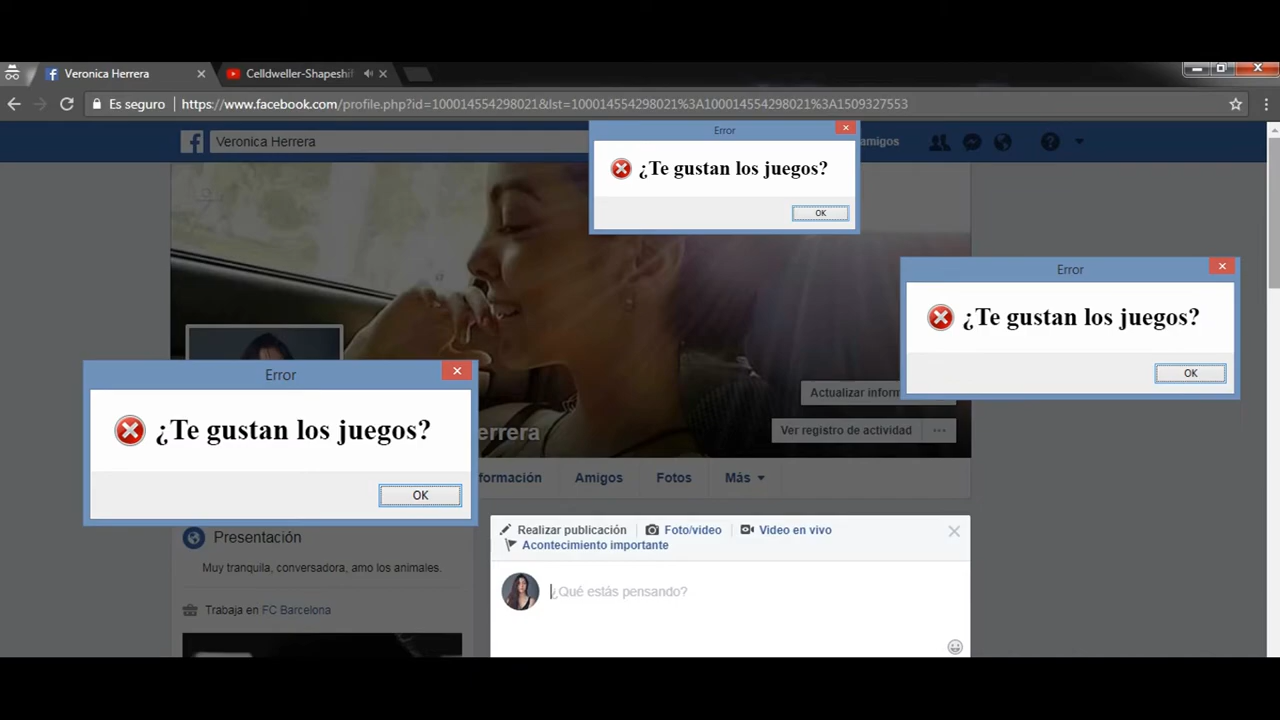 Veronica Herrera
Celldweller-Shapeshif
Es seguro
https://www.facebook.com/profile.php?id=100014554298021&lst=100014554298021%3A100014554298021%3A1509327553
Veronica Herrera
amigos
Error
¿Te gustan los juegos?
OK
Error
¿Te gustan los juegos?
OK
Error
¿Te gustan los juegos?
OK
Actualizar inform
errera
Ver registro de actividad
formación Amigos Fotos Más
Realizar publicación Foto/video Video en vivo
Acontecimiento importante
¿Qué estás pensando?
Presentación
Muy tranquila, conversadora, amo los animales.
Trabaja en FC Barcelona